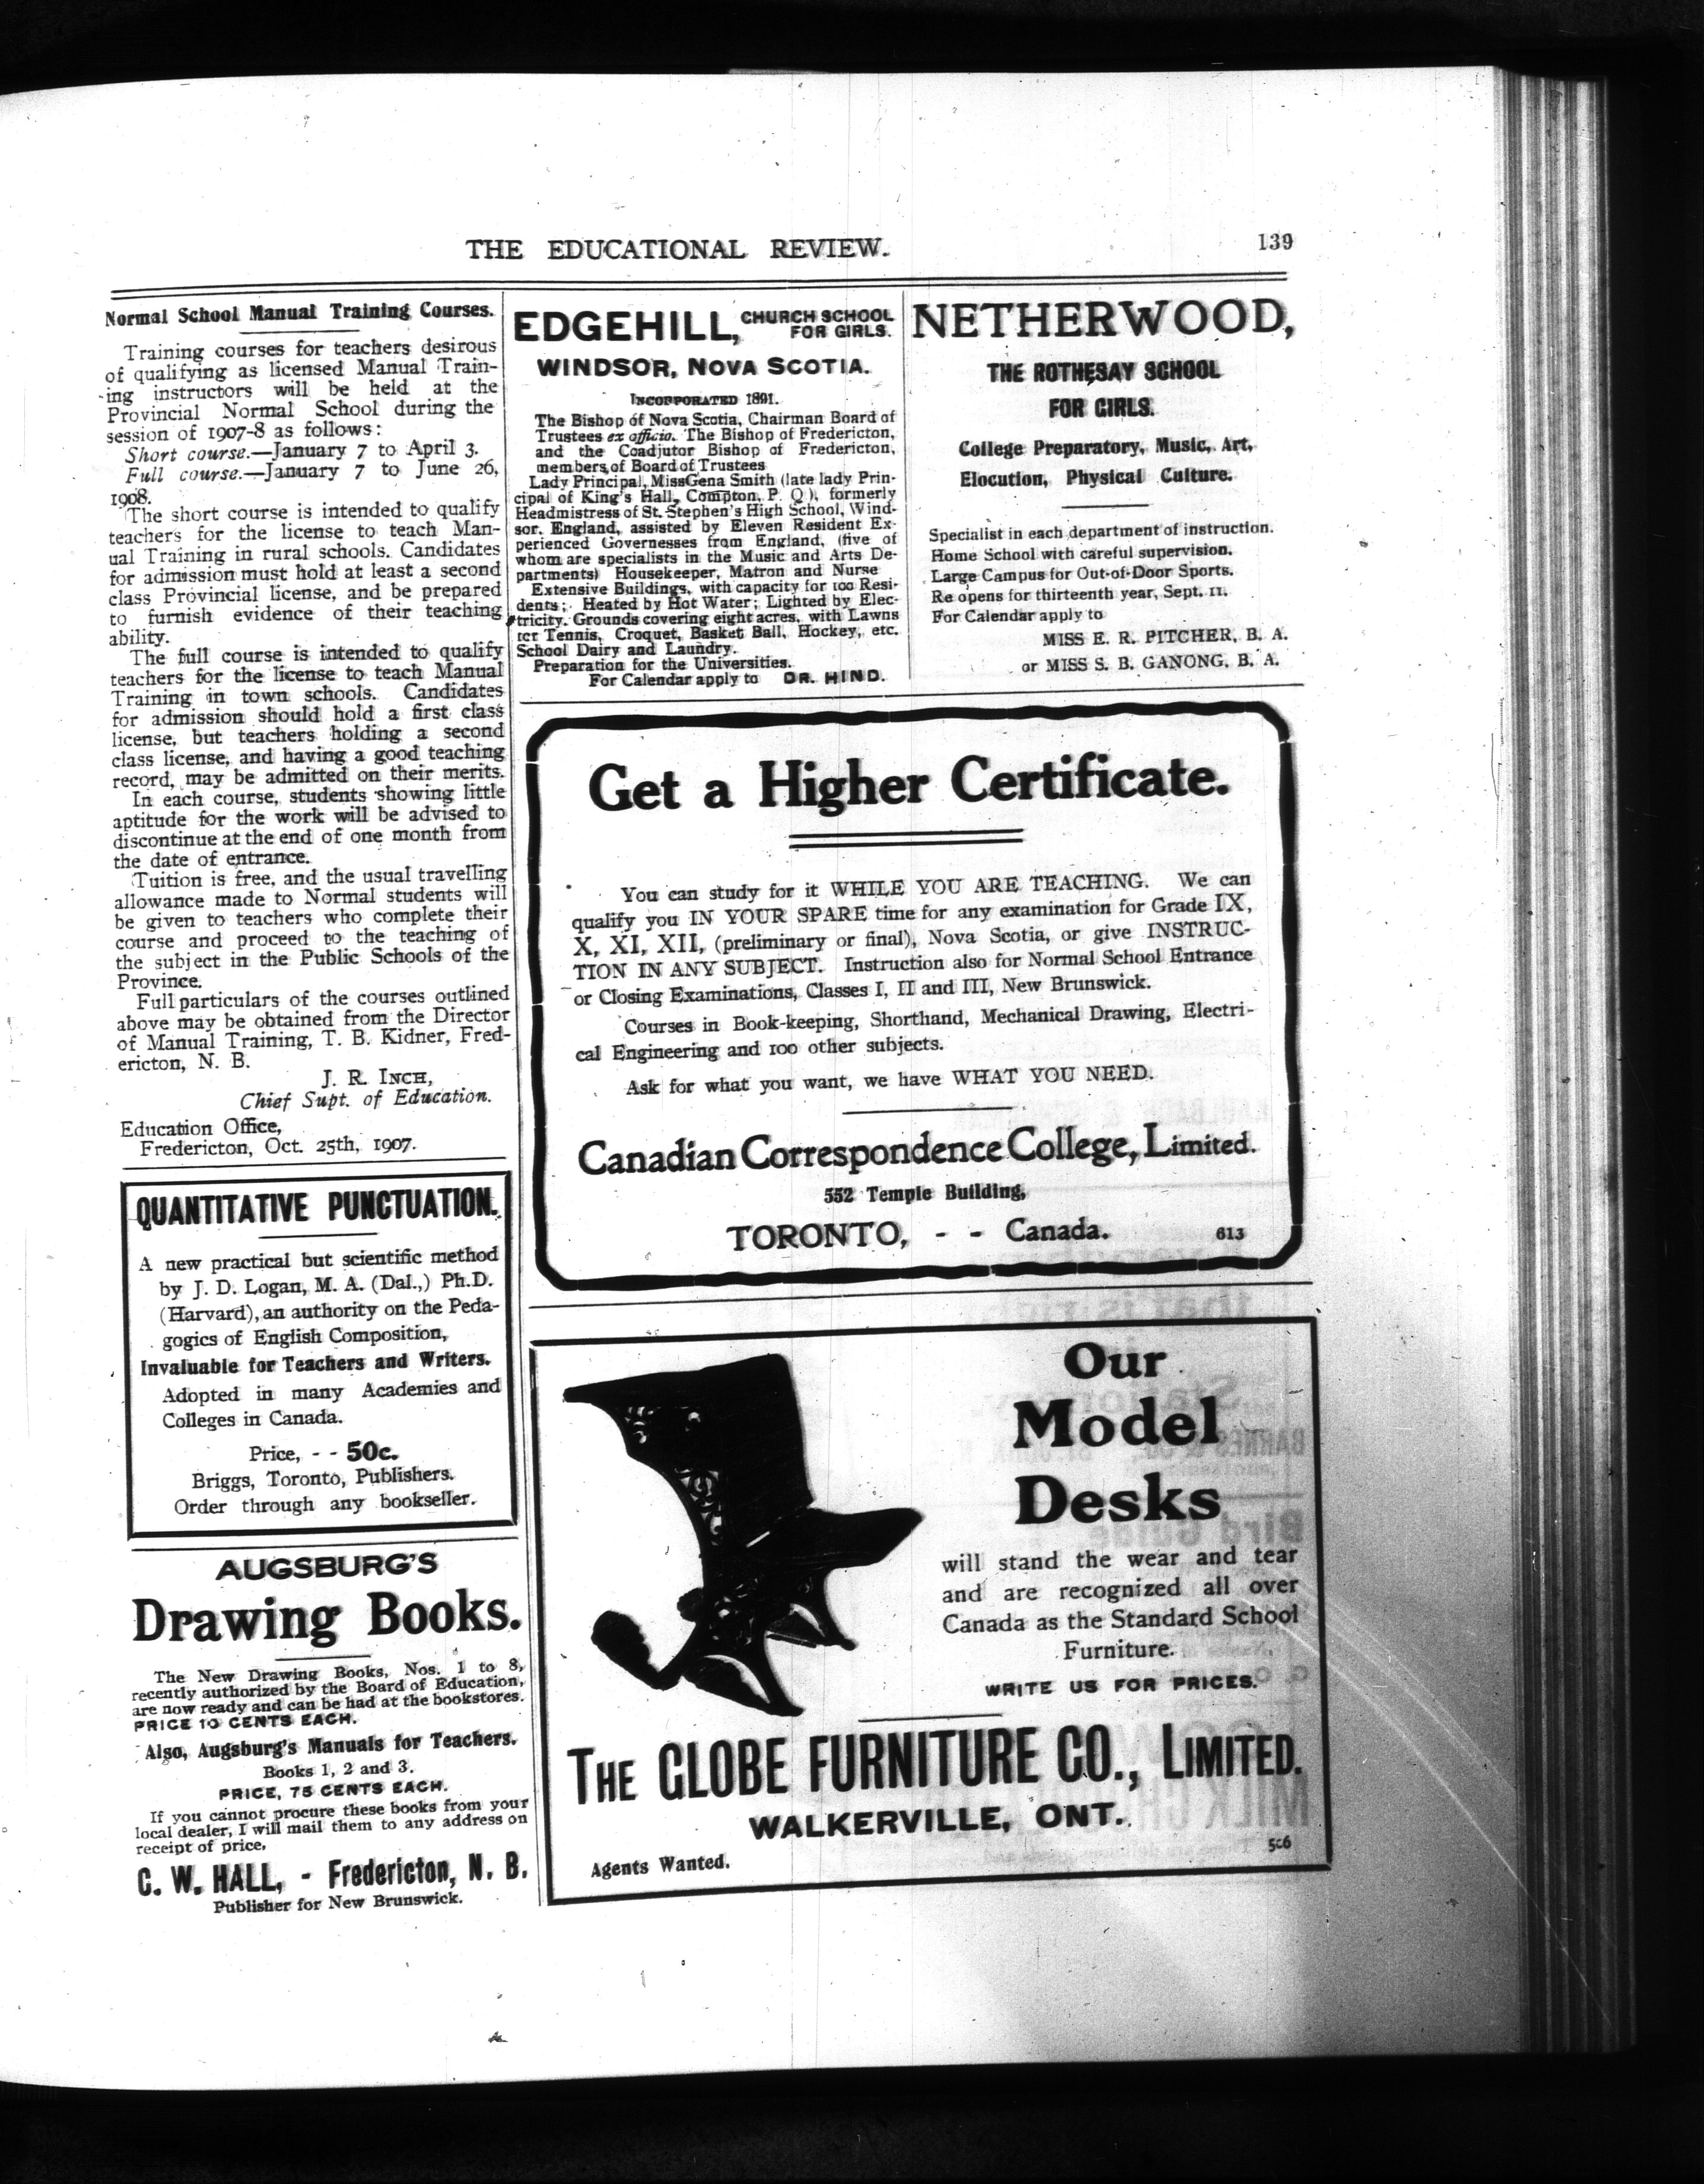 THE EDUCATIONAL REVIEW.
139
Normal School Manual Training Courses.
Training courses for teachers desirous
of qualifying as licensed Manual Train-
ing instructors will be held at the
Provincial Normal School during the
session of 1907-8 as follows:
Short course.—January 7 to April 3.
Full course.—January 7 to June 26,
1908.
The short course is intended to qualify
teachers for the license to teach Man-
ual Training in rural schools. Candidates
for admission must hold at least a second
class Provincial license, and be prepared
to furnish evidence of their teaching
ability.
The full course is intended to qualify
teachers for the license to teach Manual
Training in town schools. Candidates
for admission should hold a first class
license, but teachers holding a second
class license, and having a good teaching
record, may be admitted on their merits.
In each course, students showing little
aptitude for the work will be advised to
discontinue at the end of one month from
the date of entrance.
Tuition is free, and the usual travelling
allowance made to Normal students will
be given to teachers who complete their
course and proceed to the teaching of
the subject in the Public Schools of the
Province.
Full particulars of the courses outlined
above may be obtained from the Director
of Manual Training, T. B. Kidner, Fred-
ericton, N. B.
J. R. INCH,
Chief Supt. of Education.
Education Office,
Fredericton, Oct. 25th, 1907.
QUANTITATIVE PUNCTUATION.
A new practical but scientific method
by J. D. Logan, M. A. (Dal.,) Ph.D.
(Harvard), an authority on the Peda-
gogics of English Composition,
Invaluable for Teachers and Writers.
Adopted in many Academies and
Colleges in Canada.
Price, - - 50c.
Briggs, Toronto, Publishers.
Order through any bookseller.
AUGSBURG'S
Drawing Books.
The New Drawing Books, Nos. 1 to 8,
recently authorized by the Board of Education,
are now ready and can be had at the bookstores.
PRICE 10 CENTS EACH.
Also, Augsburg's Manuals for Teachers.
Books 1, 2 and 3.
PRICE, 75 CENTS EACH.
If you cannot procure these books from your
local dealer, I will mail them to any address on
receipt of price.
C. W. HALL, - Fredericton, N. B.
Publisher for New Brunswick.
EDGEHILL, CHURCH SCHOOL
FOR GIRLS.
WINDSOR, NOVA SCOTIA.
INCORPORATED 1891.
The Bishop of Nova Scotia, Chairman Board of
Trustees ex officio. The Bishop of Fredericton,
and the Coadjutor Bishop of Fredericton,
members of Board of Trustees
Lady Principal, Miss Gena Smith (late lady Prin-
cipal of King's Hall, Compton, P. Q ), formerly
Headmistress of St. Stephen's High School, Wind-
sor, England, assisted by Eleven Resident Ex-
perienced Governesses from England, (five of
whom are specialists in the Music and Arts De-
partments) Housekeeper, Matron and Nurse
Extensive Buildings, with capacity for 100 Resi-
dents; Heated by Hot Water; Lighted by Elec-
tricity. Grounds covering eight acres, with Lawns
ter Tennis, Croquet, Basket Ball, Hockey, etc.
School Dairy and Laundry.
Preparation for the Universities.
For Calendar apply to DR. HIND.
NETHERWOOD,
THE ROTHESAY SCHOOL
FOR GIRLS.
College Preparatory, Music, Art,
Elocution, Physical Culture.
Specialist in each department of instruction.
Home School with careful supervision.
Large Campus for Out-of-Door Sports.
Re opens for thirteenth year, Sept. 11.
For Calendar apply to
MISS E. R. PITCHER, B. A.
or MISS S. B. GANONG, B. A.
Get a Higher Certificate.
You can study for it WHILE YOU ARE TEACHING. We can
qualify you IN YOUR SPARE time for any examination for Grade IX,
X, XI, XII, (preliminary or final), Nova Scotia, or give INSTRUC-
TION IN ANY SUBJECT. Instruction also for Normal School Entrance
or Closing Examinations, Classes I, II and III, New Brunswick.
Courses in Book-keeping, Shorthand, Mechanical Drawing, Electri-
cal Engineering and 100 other subjects.
Ask for what you want, we have WHAT YOU NEED.
Canadian Correspondence College, Limited.
552 Temple Building,
TORONTO, - - Canada. 613
Our
Model
Desks
will stand the wear and tear
and are recognized all over
Canada as the Standard School
Furniture.
WRITE US FOR PRICES.
THE GLOBE FURNITURE CO., LIMITED.
WALKERVILLE, ONT.
Agents Wanted.
506